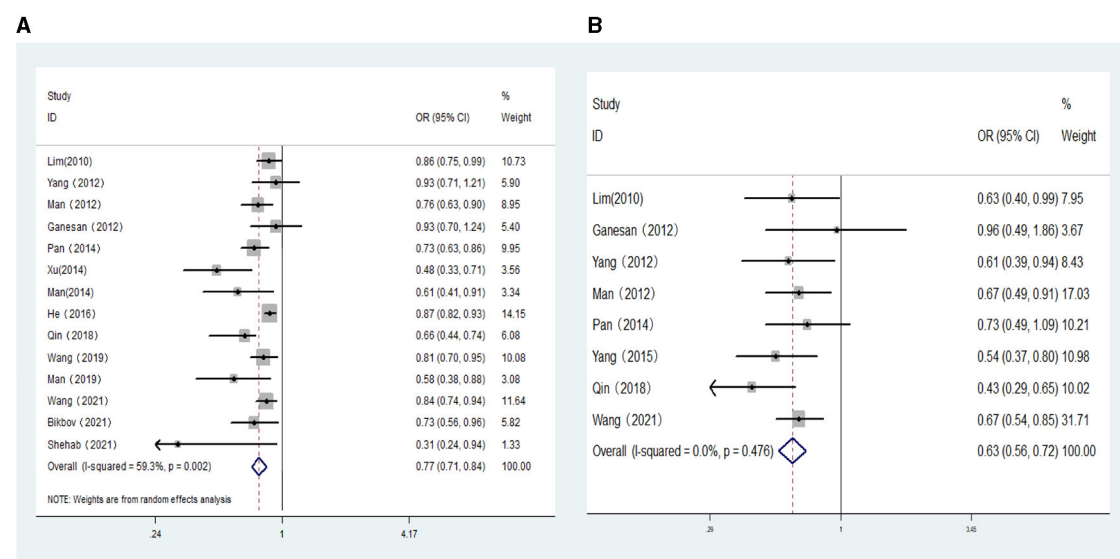 A
Study %
ID OR (95% CI) Weight
Lim(2010) 0.86 (0.75, 0.99) 10.73
Yang (2012) 0.93 (0.71, 1.21) 5.90
Man (2012) 0.76 (0.63, 0.90) 8.95
Ganesan (2012) 0.93 (0.70, 1.24) 5.40
Pan (2014) 0.73 (0.63, 0.86) 9.95
Xu(2014) 0.48 (0.33, 0.71) 3.56
Man(2014) 0.61 (0.41, 0.91) 3.34
He (2016) 0.87 (0.82, 0.93) 14.15
Qin (2018) 0.66 (0.44, 0.74) 6.08
Wang (2019) 0.81 (0.70, 0.95) 10.08
Man (2019) 0.58 (0.38, 0.88) 3.08
Wang (2021) 0.84 (0.74, 0.94) 11.64
Bikbov (2021) 0.73 (0.56, 0.96) 5.82
Shehab (2021) 0.31 (0.24, 0.94) 1.33
Overall (I-squared = 59.3%, p = 0.002) 0.77 (0.71, 0.84) 100.00
NOTE: Weights are from random effects analysis
.24 1 4.17
B
Study %
ID OR (95% CI) Weight
Lim(2010) 0.63 (0.40, 0.99) 7.95
Ganesan (2012) 0.96 (0.49, 1.86) 3.67
Yang (2012) 0.61 (0.39, 0.94) 8.43
Man (2012) 0.67 (0.49, 0.91) 17.03
Pan (2014) 0.73 (0.49, 1.09) 10.21
Yang (2015) 0.54 (0.37, 0.80) 10.98
Qin (2018) 0.43 (0.29, 0.65) 10.02
Wang (2021) 0.67 (0.54, 0.85) 31.71
Overall (I-squared = 0.0%, p = 0.476) 0.63 (0.56, 0.72) 100.00
.29 1 3.45